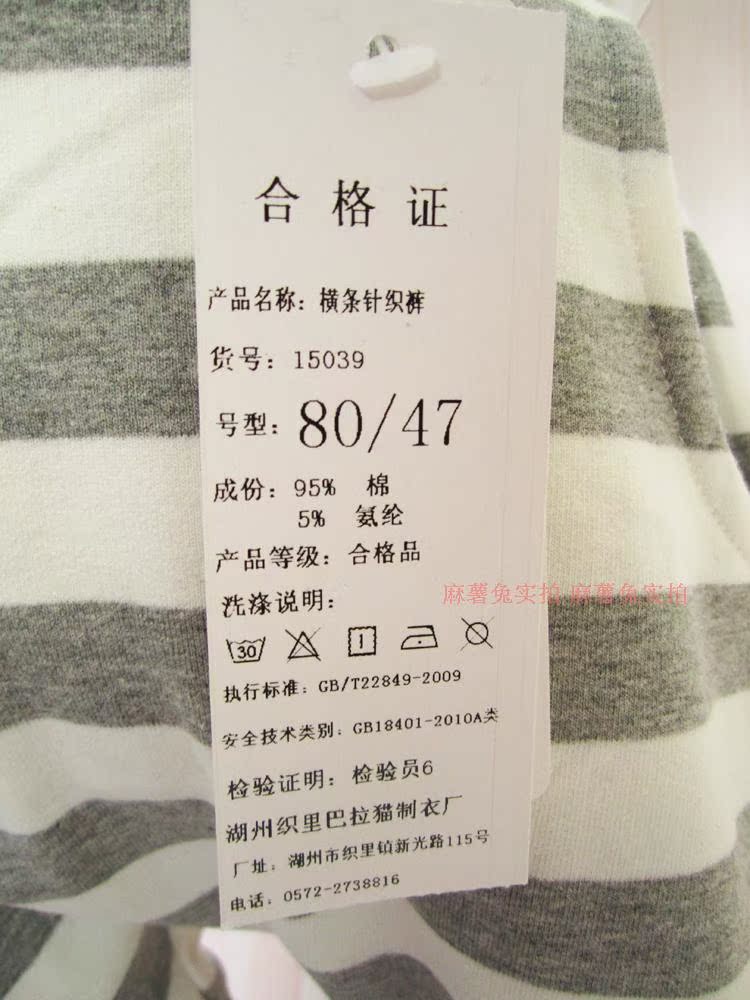 合格证
产品名称：横条针织裤
货号：15039
号型：80/47
成份：95% 棉
5% 氨纶
产品等级：合格品
洗涤说明：
30
执行标准：GB/T22849-2009
安全技术类别：GB18401-2010A类
检验证明：检验员6
湖州织里巴拉猫制衣厂
厂址：湖州市织里镇新光路115号
电话：0572-2738816
麻薯兔实拍 麻薯兔实拍